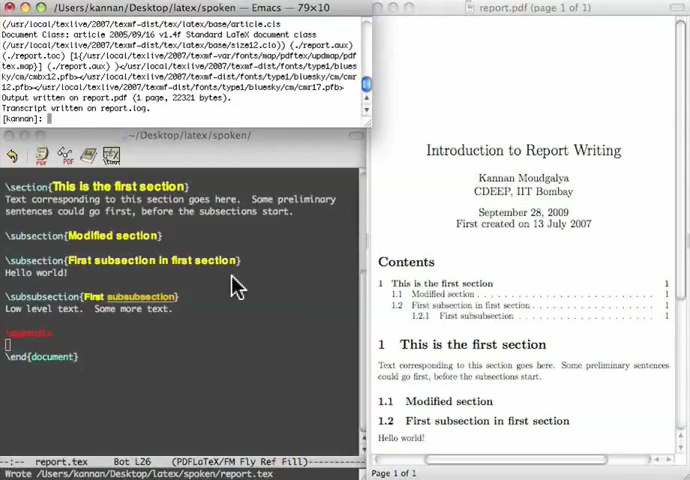 /Users/kannan/Desktop/latex/spoken — Emacs — 79×10
(/usr/local/texlive/2007/texmf-dist/tex/latex/base/article.cls
Document Class: article 2005/09/16 v1.4f Standard LaTeX document class
(/usr/local/texlive/2007/texmf-dist/tex/latex/base/size12.clo)) (./report.aux)
(./report.toc) [1{/usr/local/texlive/2007/texmf-var/fonts/map/pdftex/updmap/pdf
tex.map}] (./report.aux) )</usr/local/texlive/2007/texmf-dist/fonts/type1/blues
ky/cm/cmbx12.pfb></usr/local/texlive/2007/texmf-dist/fonts/type1/bluesky/cm/cmr
12.pfb></usr/local/texlive/2007/texmf-dist/fonts/type1/bluesky/cm/cmr17.pfb>
Output written on report.pdf (1 page, 22321 bytes).
Transcript written on report.log.
[kannan]:
~/Desktop/latex/spoken/
\section{This is the first section}
Text corresponding to this section goes here. Some preliminary
sentences could go first, before the subsections start.
\subsection{Modified section}
\subsection{First subsection in first section}
Hello world!
\subsubsection{First subsubsection}
Low level text. Some more text.
\appendix
\end{document}
--:-- report.tex Bot L26 (PDFLaTeX/FM Fly Ref Fill)
Wrote /Users/kannan/Desktop/latex/spoken/report.tex
report.pdf (page 1 of 1)
Introduction to Report Writing
Kannan Moudgalya
CDEEP, IIT Bombay
September 28, 2009
First created on 13 July 2007
Contents
1 This is the first section 1
1.1 Modified section . . . . . . . . . . . . . . . . . . . . 1
1.2 First subsection in first section . . . . . . . . . . . . . . 1
1.2.1 First subsubsection . . . . . . . . . . . . . . . . 1
1 This is the first section
Text corresponding to this section goes here. Some preliminary sentences
could go first, before the subsections start.
1.1 Modified section
1.2 First subsection in first section
Hello world!
Page 1 of 1